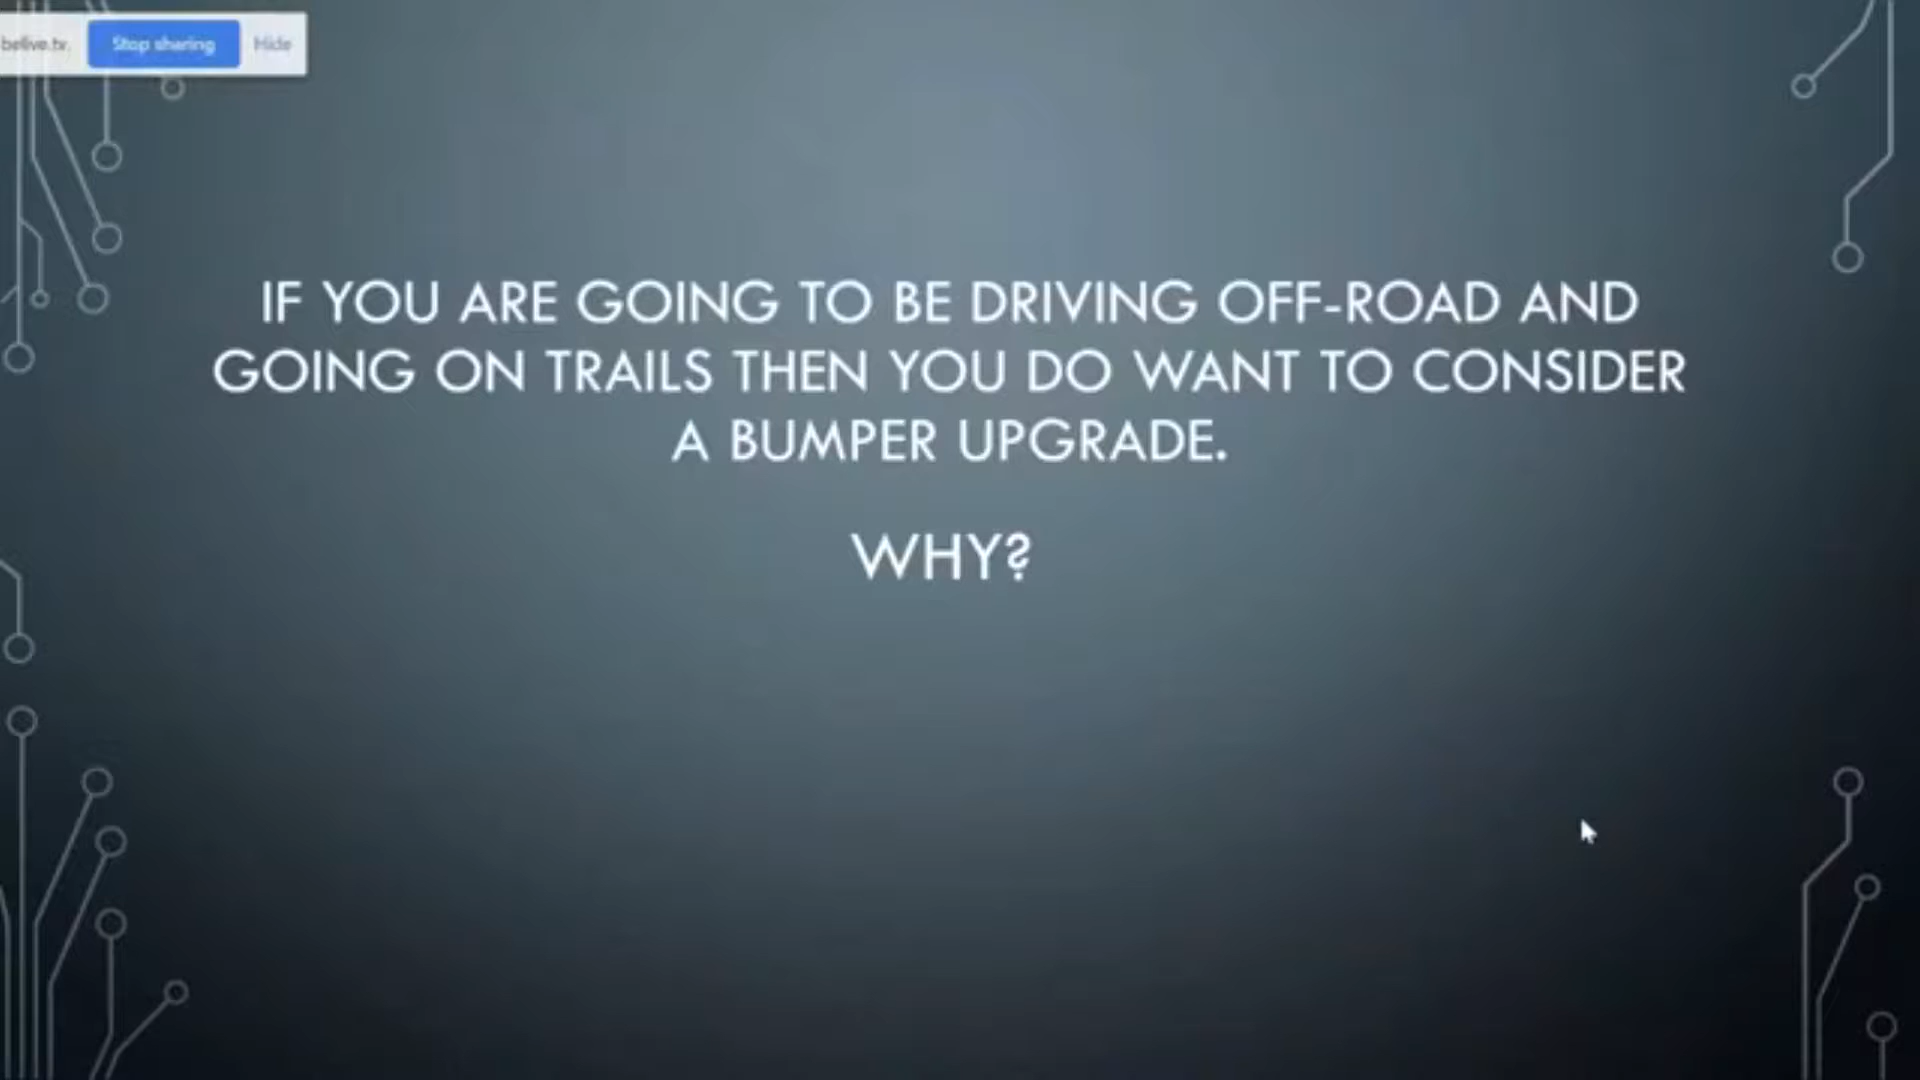 belive.tv. Stop sharing Hide
IF YOU ARE GOING TO BE DRIVING OFF-ROAD AND
GOING ON TRAILS THEN YOU DO WANT TO CONSIDER
A BUMPER UPGRADE.
WHY?